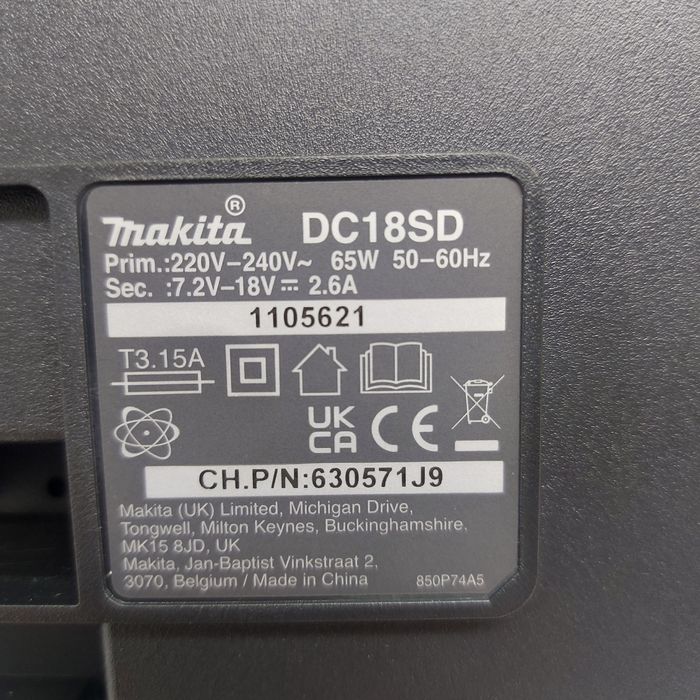 makita® DC18SD
Prim.:220V–240V~ 65W 50–60Hz
Sec. :7.2V–18V⎓ 2.6A
1105621
T3.15A
UK
CA CE
CH.P/N:630571J9
Makita (UK) Limited, Michigan Drive,
Tongwell, Milton Keynes, Buckinghamshire,
MK15 8JD, UK
Makita, Jan-Baptist Vinkstraat 2,
3070, Belgium / Made in China 850P74A5